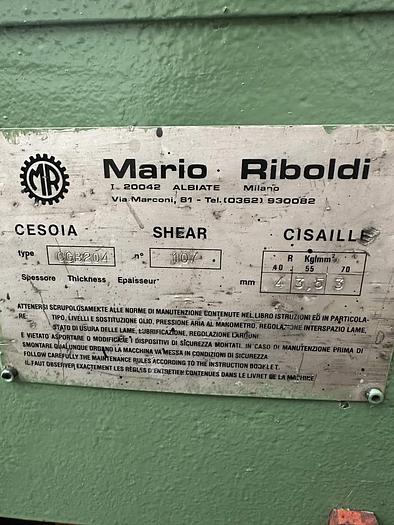 MR Mario Riboldi
I. 20042 ALBIATE Milano
Via Marconi, 81 - Tel. (0362) 930082
CESOIA SHEAR CISAILLE
type n° 107 R Kg/mm²
40 55 70
Spessore Thickness Epaisseur mm 4 3,5 3
ATTENERSI SCRUPOLOSAMENTE ALLE NORME DI MANUTENZIONE CONTENUTE NEL LIBRO ISTRUZIONI ED IN PARTICOLA-
RE: TIPO, LIVELLI E SOSTITUZIONE OLIO, PRESSIONE ARIA AL MANOMETRO, REGOLAZIONE INTERSPAZIO LAME,
STATO DI USURA DELLE LAME, LUBRIFICAZIONE, REGOLAZIONE LARDONI
E VIETATO ASPORTARE O MODIFICARE I DISPOSITIVI DI SICUREZZA MONTATI. IN CASO DI MANUTENZIONE PRIMA DI
SMONTARE QUALUNQUE ORGANO LA MACCHINA VA MESSA IN CONDIZIONI DI SICUREZZA
FOLLOW CAREFULLY THE MAINTENANCE RULES ACCORDING TO THE INSTRUCTION BOOKLET.
IL FAUT OBSERVER EXACTEMENT LES RÈGLES D'ENTRETIEN CONTENUES DANS LE LIVRET DE LA MACHINE